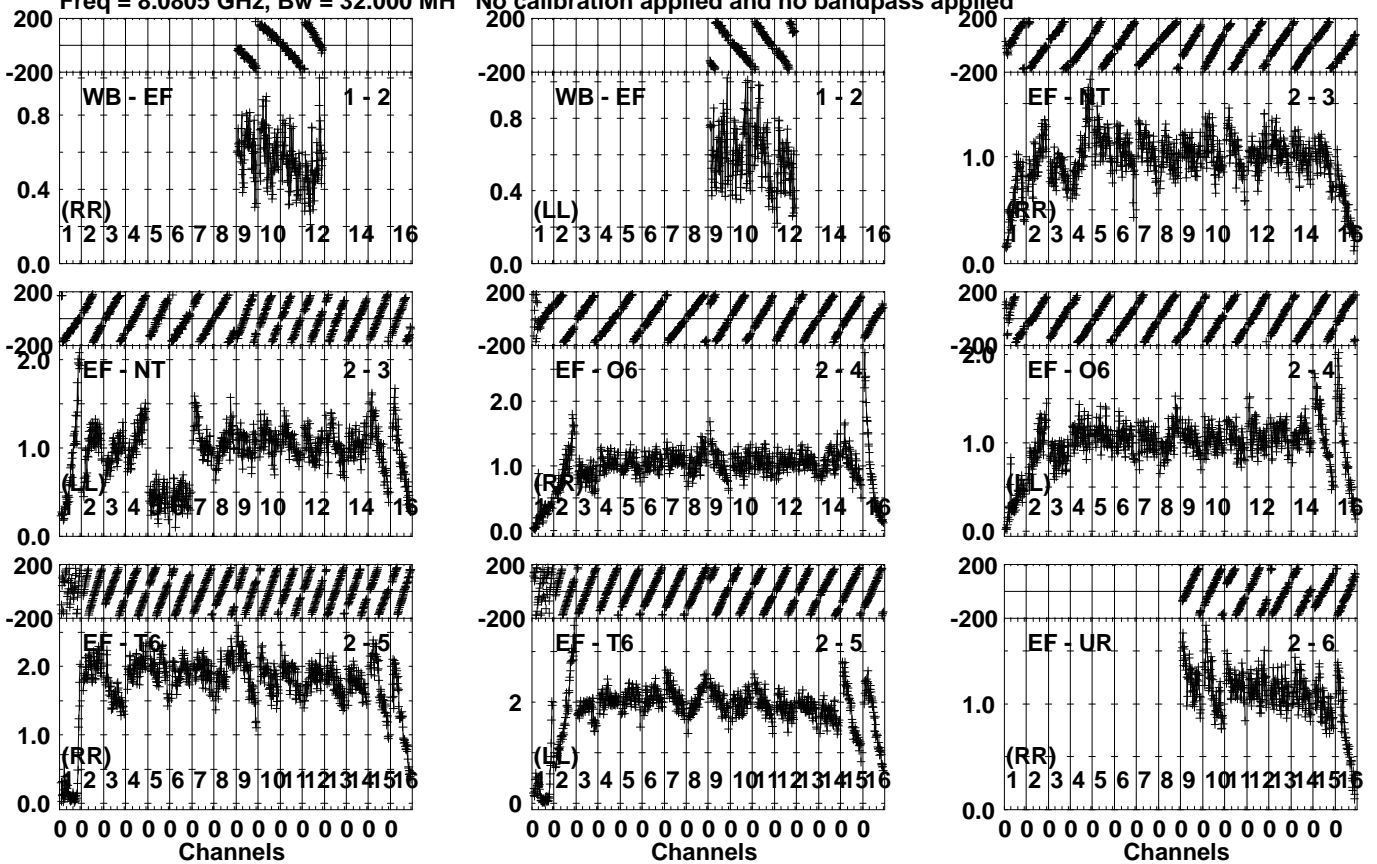 Freq = 8.0805 GHz, Bw = 32.000 MH No calibration applied and no bandpass applied
200
-200
WB - EF 1 - 2
0.8
0.4
(RR)
1 2 3 4 5 6 7 8 9 10 12 14 16
0.0
WB - EF 1 - 2
0.8
0.4
(LL)
1 2 3 4 5 6 7 8 9 10 12 14 16
0.0
200
-200
EF - NT 2 - 3
1.0
(RR)
1 2 3 4 5 6 7 8 9 10 12 14 16
0.0
200
-200
2.0
EF - NT 2 - 3
1.0
(LL)
2 3 4 5 6 7 8 9 10 12 14 16
0.0
200
-200
EF - O6 2 - 4
2.0
1.0
(RR)
1 2 3 4 5 6 7 8 9 10 12 14 16
0.0
200
-200
2.0
EF - O6 2 - 4
1.0
(LL)
2 3 4 5 6 7 8 9 10 12 14 16
0.0
200
-200
EF - T6 2 - 5
2.0
1.0
(RR)
1 2 3 4 5 6 7 8 9 10 11 12 13 14 15 16
0.0
0 0 0 0 0 0 0 0 0 0 0 0 0 0 0 0
Channels
200
-200
EF - T6 2 - 5
2
(LL)
1 2 3 4 5 6 7 8 9 10 11 12 13 14 15 16
0
0 0 0 0 0 0 0 0 0 0 0 0 0 0 0 0
Channels
200
-200
EF - UR 2 - 6
1.0
(RR)
1 2 3 4 5 6 7 8 9 10 11 12 13 14 15 16
0.0
0 0 0 0 0 0 0 0 0 0 0 0 0 0 0 0
Channels